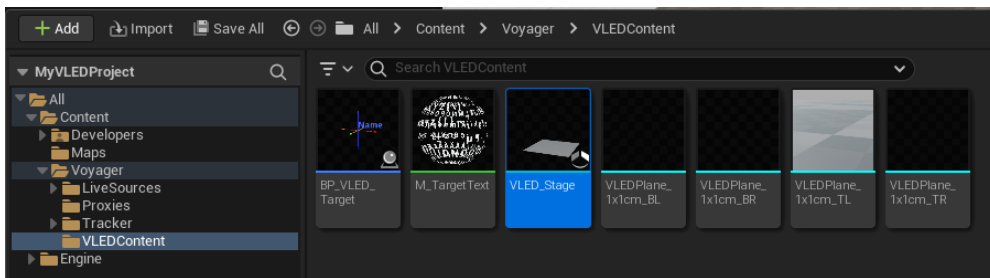 + Add Import Save All All > Content > Voyager > VLEDContent
MyVLEDProject
Search VLEDContent
All
Content
Developers
Maps
Voyager
LiveSources
Proxies
Tracker
VLEDContent
Engine
Name
BP_VLED_
Target
M_TargetText
VLED_Stage
VLEDPlane_
1x1cm_BL
VLEDPlane_
1x1cm_BR
VLEDPlane_
1x1cm_TL
VLEDPlane_
1x1cm_TR